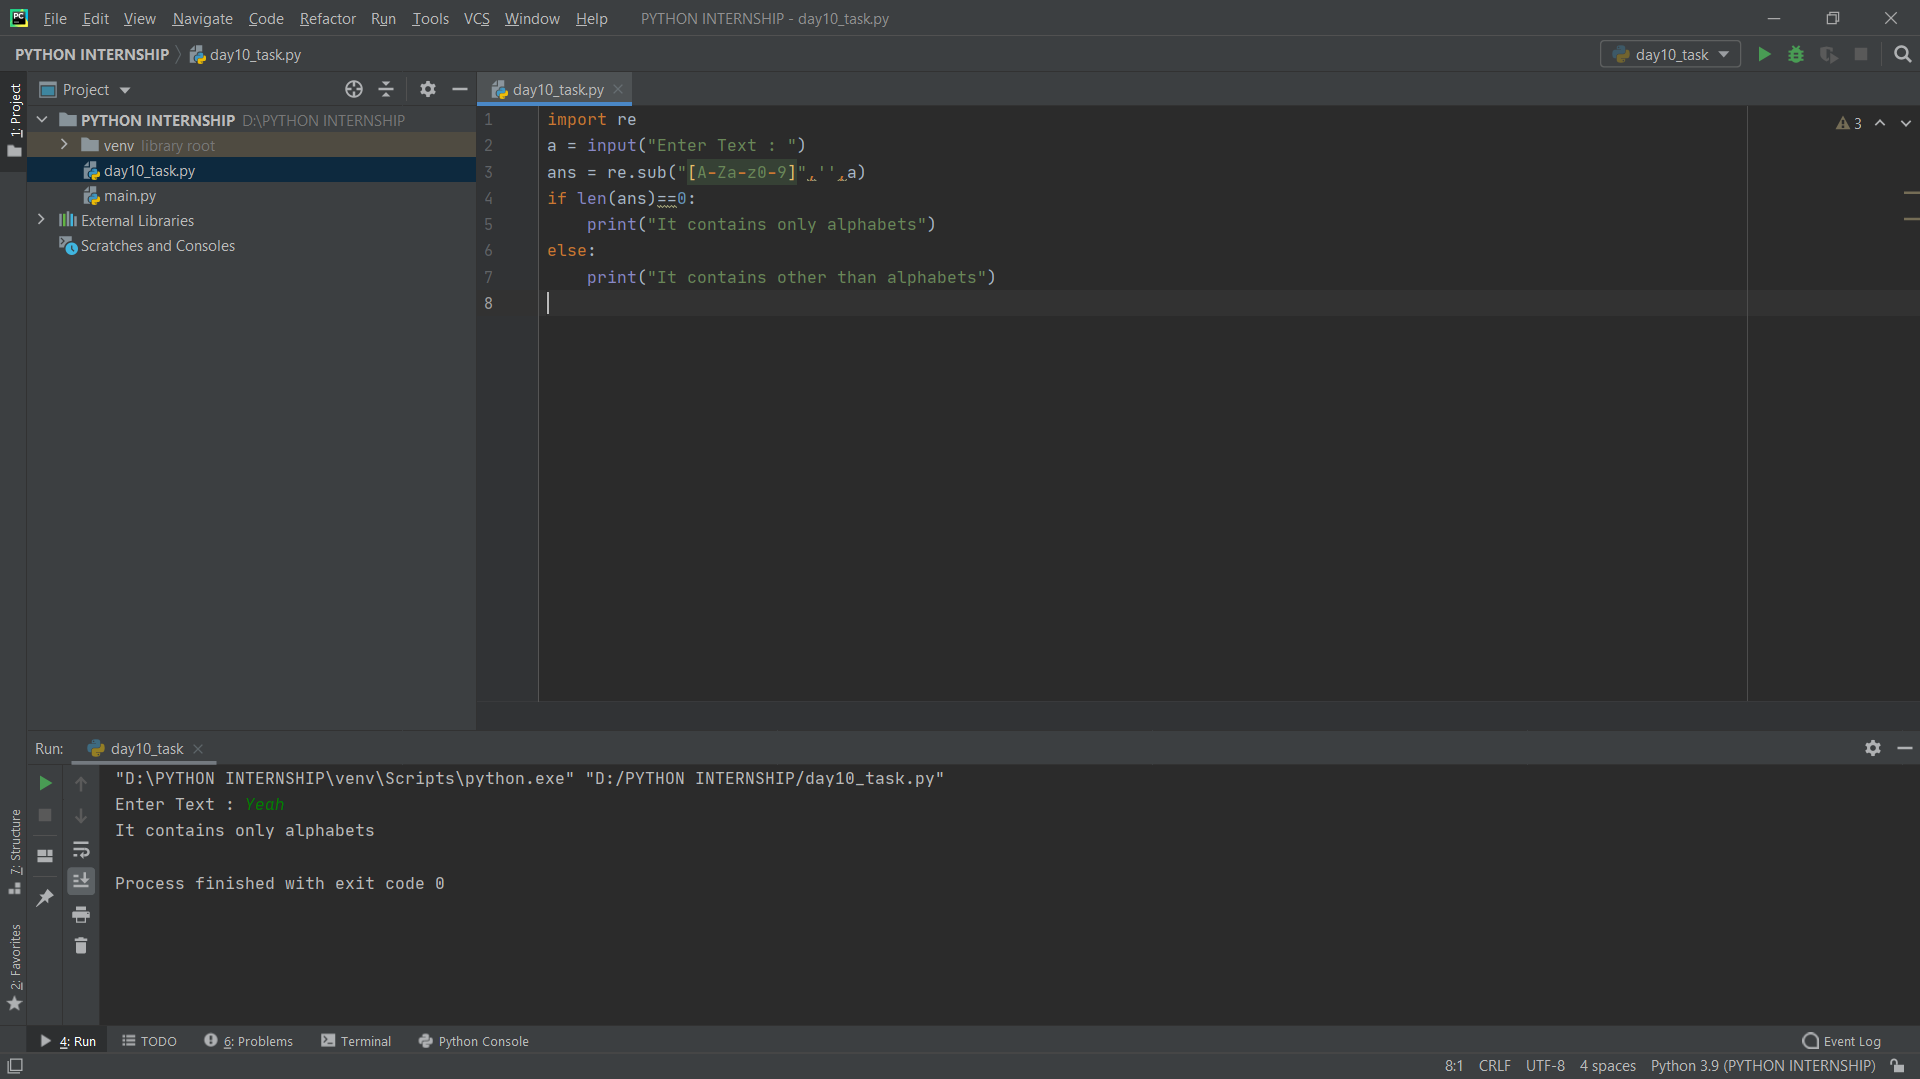 File Edit View Navigate Code Refactor Run Tools VCS Window Help PYTHON INTERNSHIP - day10_task.py
PYTHON INTERNSHIP day10_task.py
day10_task
1: Project
Project
day10_task.py
PYTHON INTERNSHIP D:\PYTHON INTERNSHIP
venv library root
day10_task.py
main.py
External Libraries
Scratches and Consoles
1 import re
2 a = input("Enter Text : ")
3 ans = re.sub("[A-Za-z0-9]",'',a)
4 if len(ans)==0:
5     print("It contains only alphabets")
6 else:
7     print("It contains other than alphabets")
8
3
Run: day10_task
"D:\PYTHON INTERNSHIP\venv\Scripts\python.exe" "D:/PYTHON INTERNSHIP/day10_task.py"
Enter Text : Yeah
It contains only alphabets
Process finished with exit code 0
7: Structure
2: Favorites
4: Run TODO 6: Problems Terminal Python Console Event Log
8:1 CRLF UTF-8 4 spaces Python 3.9 (PYTHON INTERNSHIP)